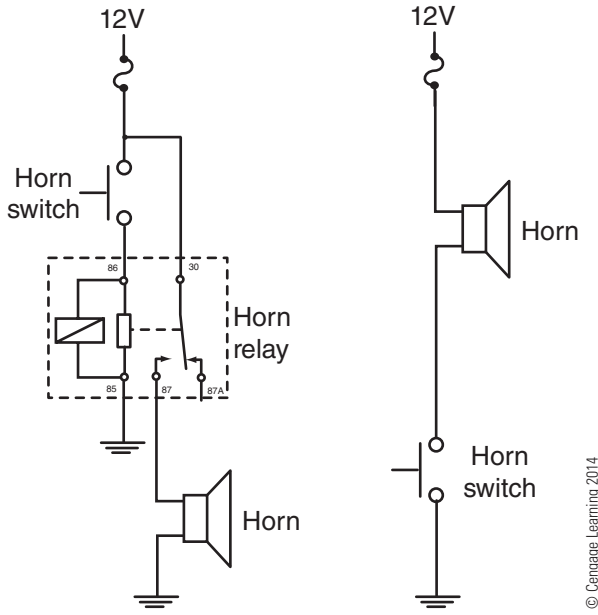 12V
Horn
switch
86
30
Horn
relay
85
87
87A
Horn
12V
Horn
Horn
switch
© Cengage Learning 2014